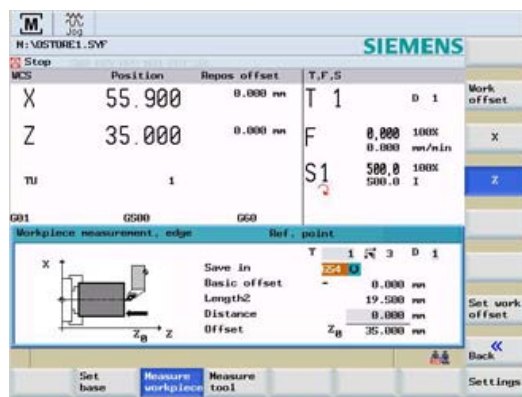 M
Jog
N:\OSTORE1.SYF
SIEMENS
Stop
WCS Position Repos offset T,F,S
X 55.900 0.000 mm T 1 D 1
Z 35.000 0.000 mm F 0,000 100%
0.000 mm/min
TU 1 S1 500,0 100%
500.0 I
G01 G500 G60
Workpiece measurement, edge Ref. point
T 1 3 D 1
Save in G54
Basic offset - 0.000 mm
Length2 19.500 mm
Distance 0.000 mm
Offset Z0 35.000 mm
X
Z0 Z
Work offset
X
Z
Set work offset
Back
Settings
Set base
Measure workpiece
Measure tool